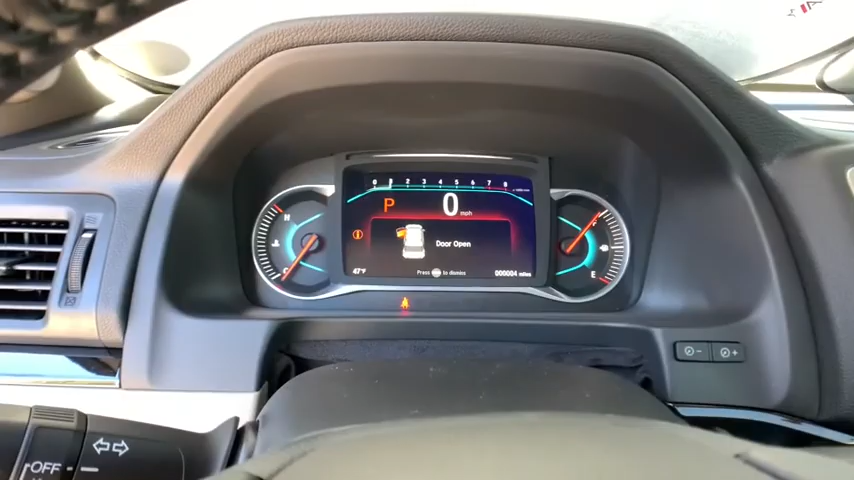 0 1 2 3 4 5 6 7 8
P 0 mph
H F
Door Open
C E
47°F Press to dismiss 000004 miles
A
OFF